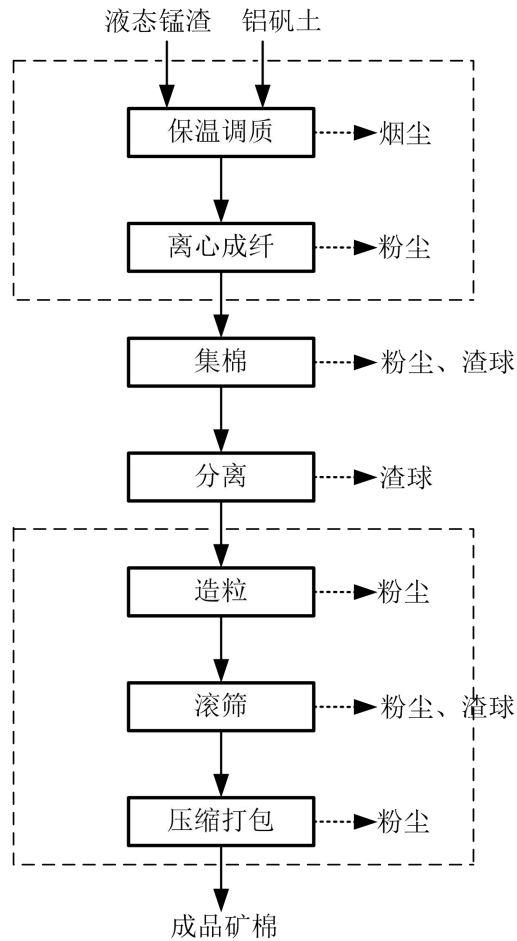 液态锰渣 铝矾土
保温调质 烟尘
离心成纤 粉尘
集棉 粉尘、渣球
分离 渣球
造粒 粉尘
滚筛 粉尘、渣球
压缩打包 粉尘
成品矿棉